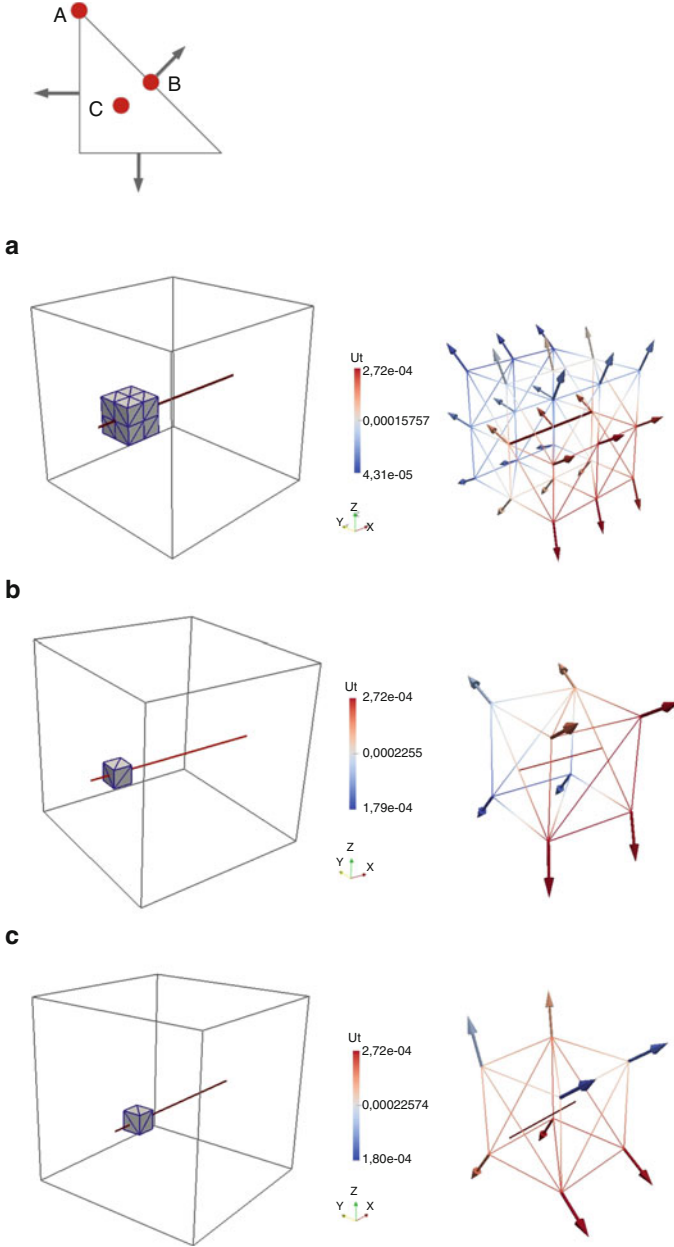 A
B
C
a
Ut
2,72e-04
0,00015757
4,31e-05
Z
Y X
b
Ut
2,72e-04
0,0002255
1,79e-04
Z
Y X
c
Ut
2,72e-04
0,00022574
1,80e-04
Z
Y X